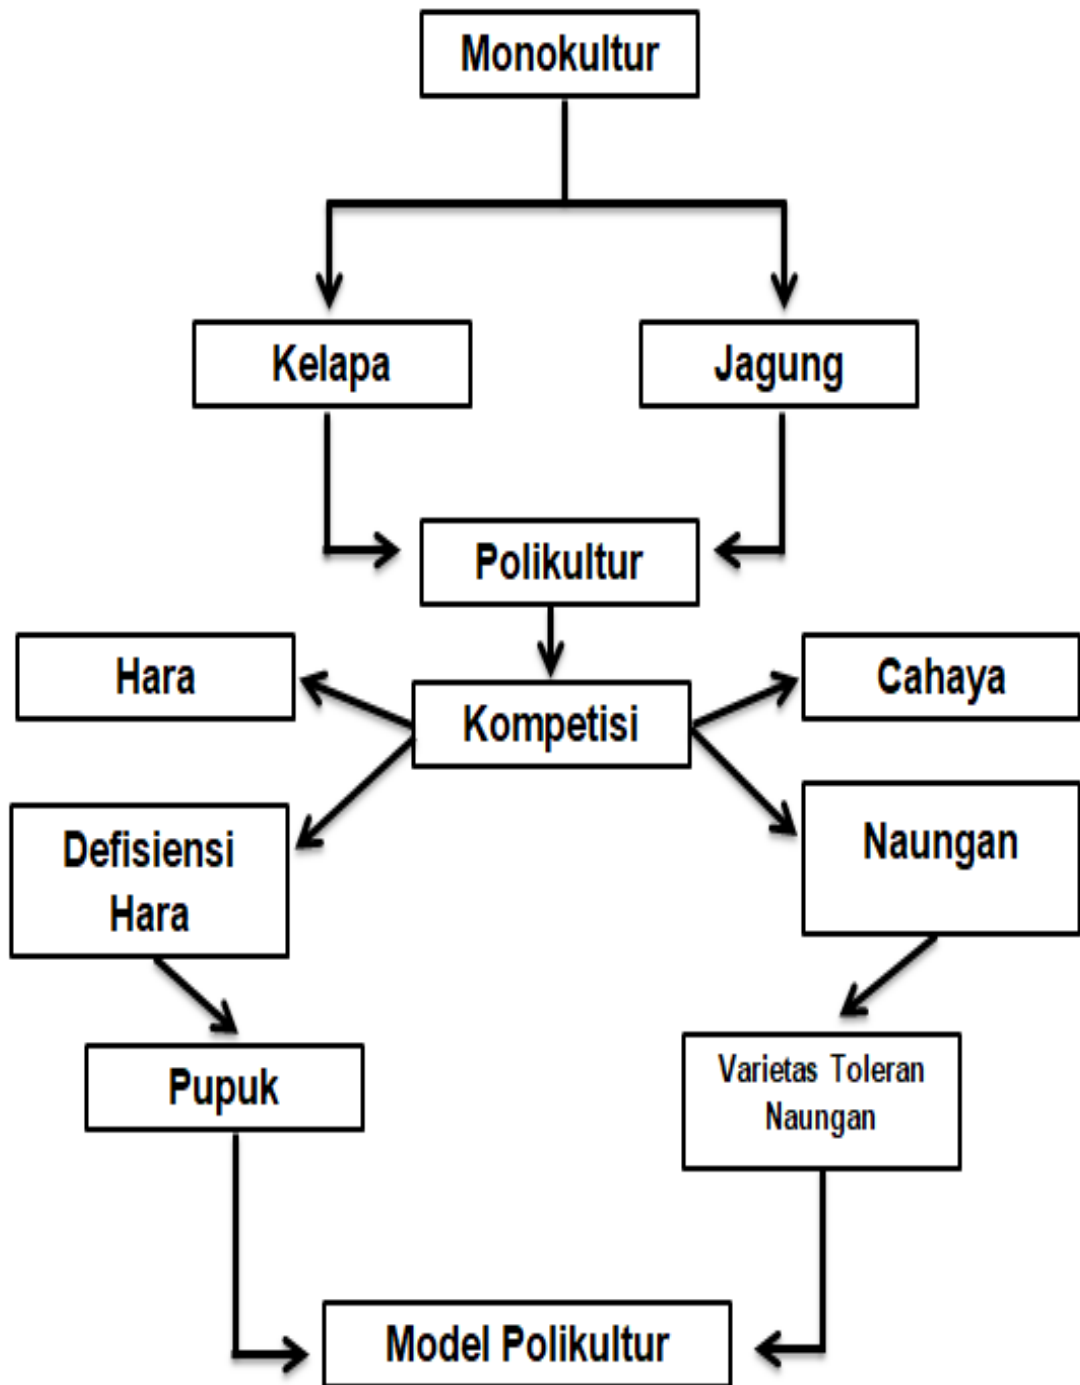 Monokultur
Kelapa
Jagung
Polikultur
Hara
Cahaya
Kompetisi
Defisiensi
Hara
Naungan
Pupuk
Varietas Toleran
Naungan
Model Polikultur